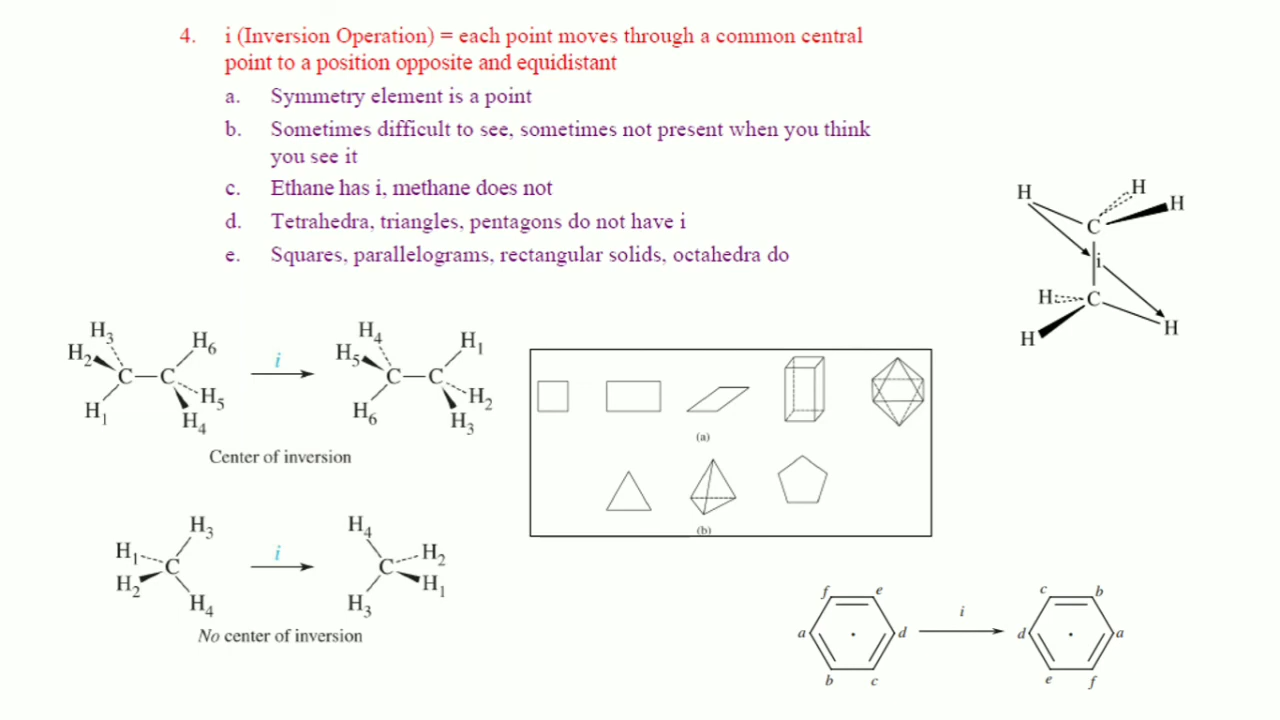 4. i (Inversion Operation) = each point moves through a common central
point to a position opposite and equidistant
a. Symmetry element is a point
b. Sometimes difficult to see, sometimes not present when you think
you see it
c. Ethane has i, methane does not
d. Tetrahedra, triangles, pentagons do not have i
e. Squares, parallelograms, rectangular solids, octahedra do
H H H
C
i
H C
H H
H3 H6 H4 H1
H2 i H5
C C C C
H5 H2
H1 H4 H6 H3
Center of inversion
(a)
(b)
H3 H4
H1 i H2
C C
H2 H1
H4 H3
No center of inversion
f e c b
i
a d d a
b c e f